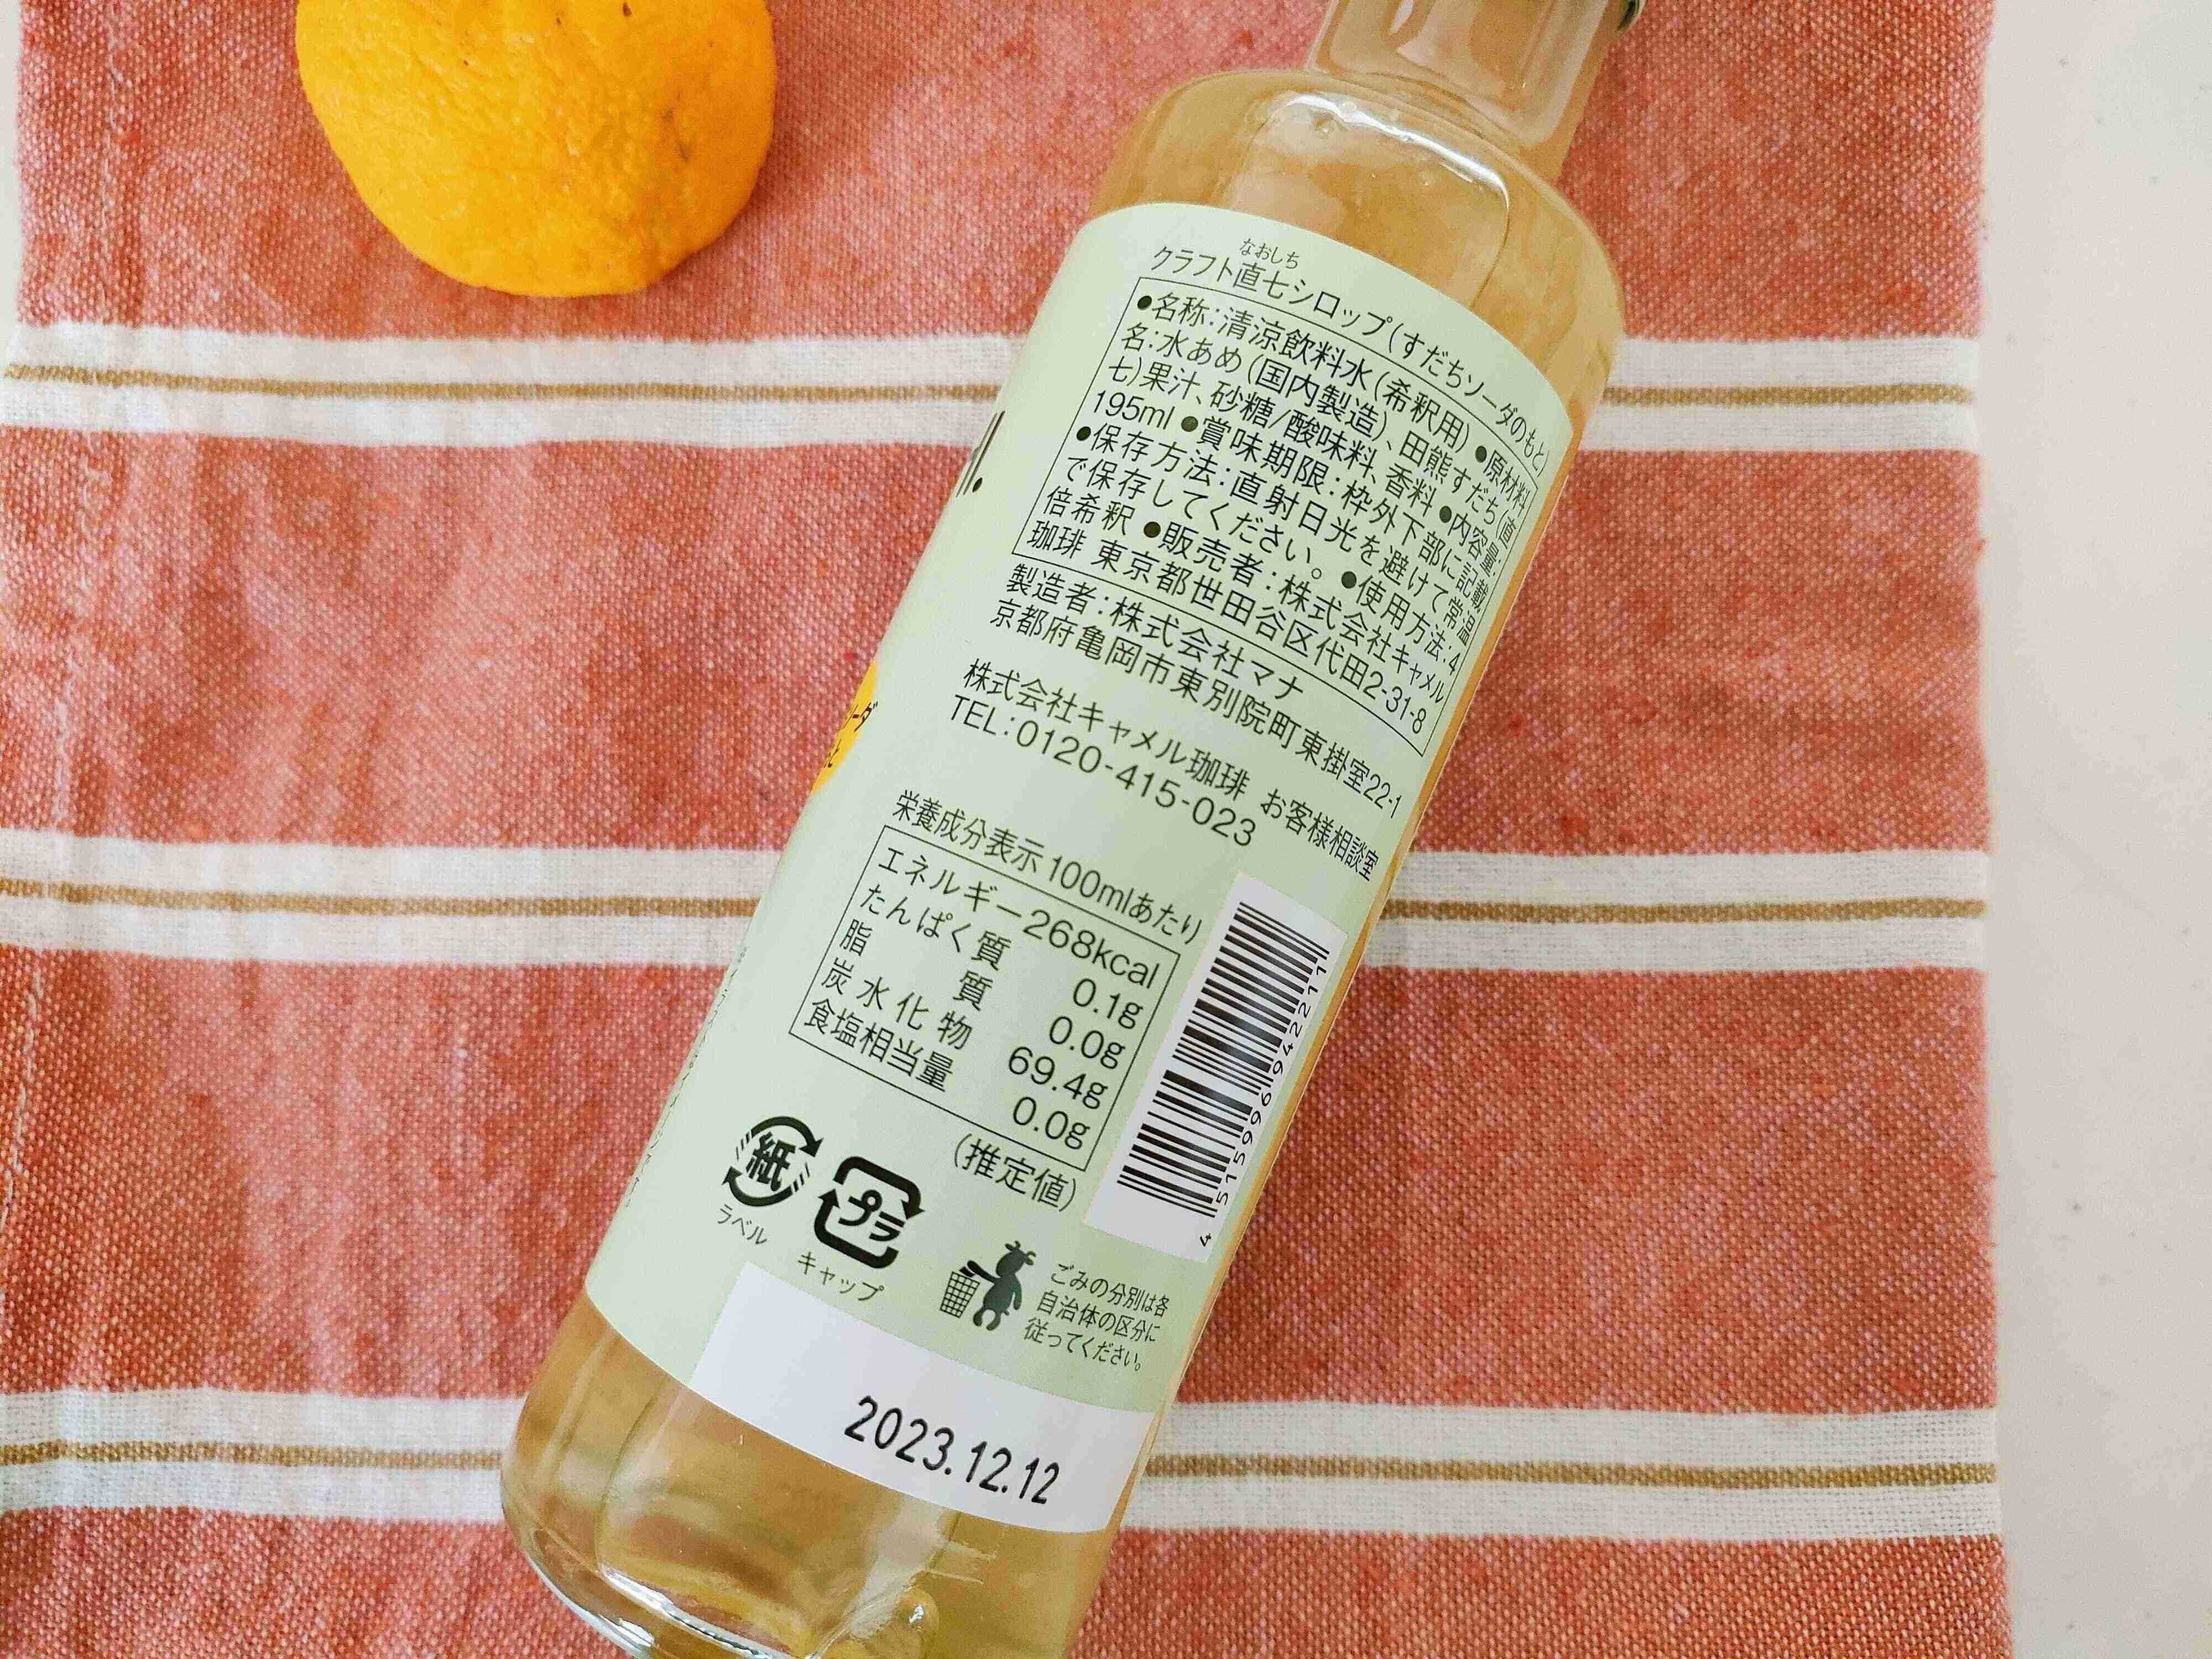 なおしち
クラフト直七シロップ(すだちソーダのもと)
●名称:清涼飲料水(希釈用) ●原材料
名:水あめ(国内製造)、田熊すだち(直
七)果汁、砂糖/酸味料、香料 ●内容量:
195ml ●賞味期限:枠外下部に記載
●保存方法:直射日光を避けて常温
で保存してください。 ●使用方法:4
倍希釈 ●販売者:株式会社キャメル
珈琲 東京都世田谷区代田2-31-8
製造者:株式会社マナ
京都府亀岡市東別院町東掛室22-1
株式会社キャメル珈琲 お客様相談室
TEL:0120-415-023
栄養成分表示 100mlあたり
エネルギー 268kcal
たんぱく質 0.1g
脂質 0.0g
炭水化物 69.4g
食塩相当量 0.0g
(推定値)
4515996942211
紙
ラベル
プラ
キャップ
ごみの分別は各
自治体の区分に
従ってください。
2023.12.12